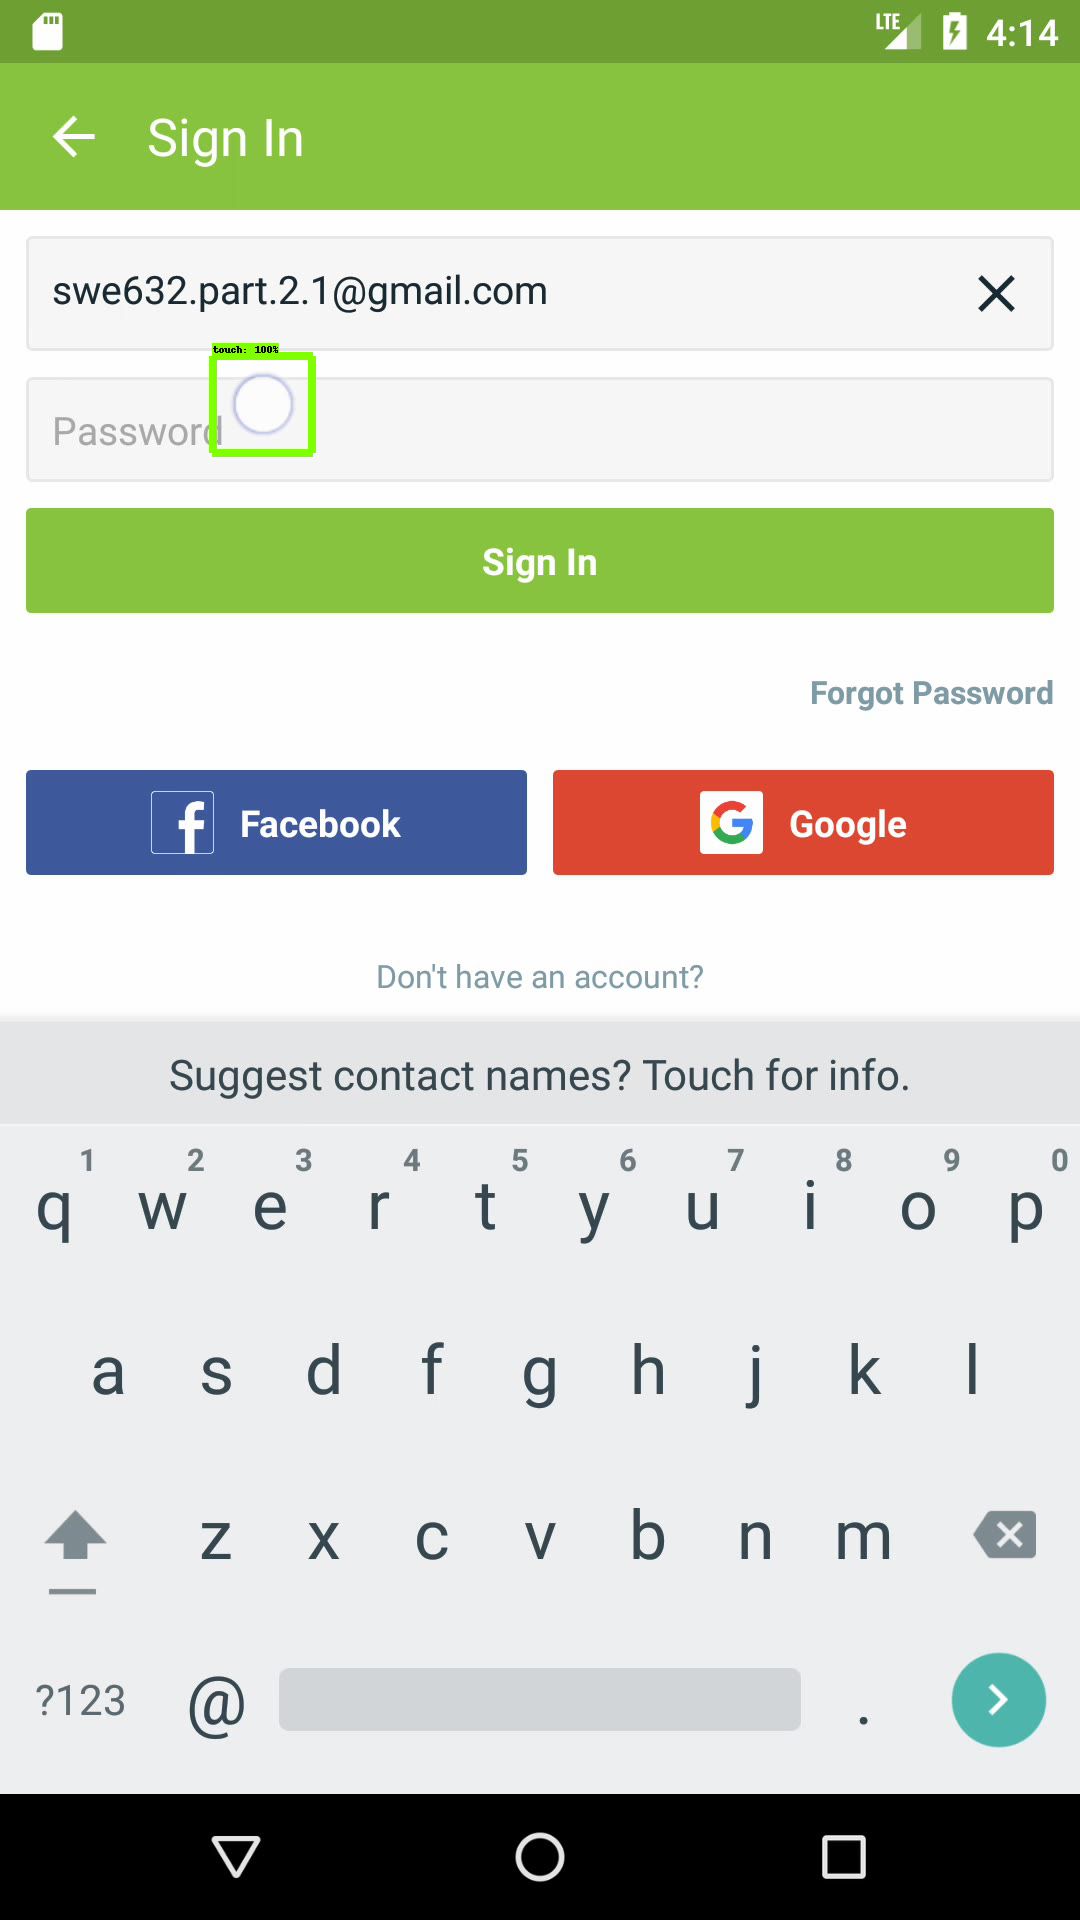 LTE 4:14
Sign In
swe632.part.2.1@gmail.com
touch: 100%
Password
Sign In
Forgot Password
f Facebook
G Google
Don't have an account?
Suggest contact names? Touch for info.
1 2 3 4 5 6 7 8 9 0
q w e r t y u i o p
a s d f g h j k l
z x c v b n m
?123 @ .